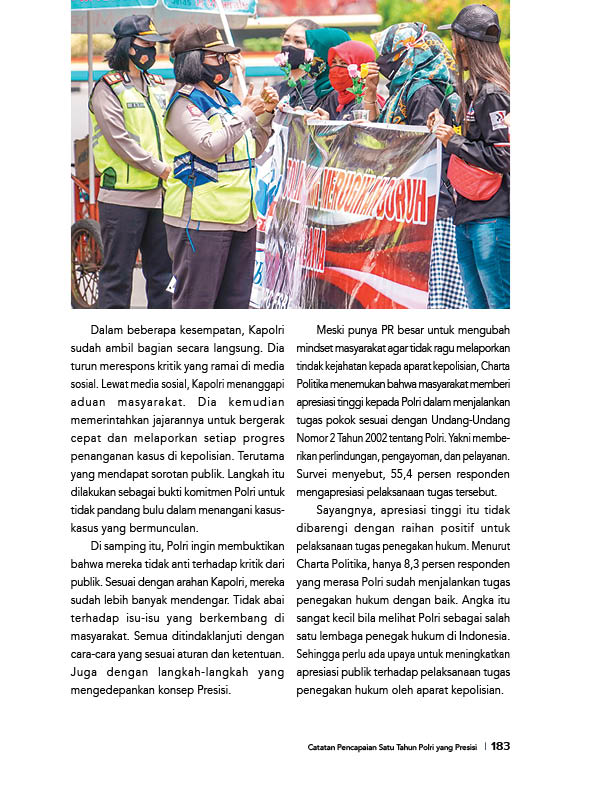 MERUGIKAN BURUH
Dalam beberapa kesempatan, Kapolri
sudah ambil bagian secara langsung. Dia
turun merespons kritik yang ramai di media
sosial. Lewat media sosial, Kapolri menanggapi
aduan masyarakat. Dia kemudian
memerintahkan jajarannya untuk bergerak
cepat dan melaporkan setiap progres
penanganan kasus di kepolisian. Terutama
yang mendapat sorotan publik. Langkah itu
dilakukan sebagai bukti komitmen Polri untuk
tidak pandang bulu dalam menangani kasus-
kasus yang bermunculan.
Di samping itu, Polri ingin membuktikan
bahwa mereka tidak anti terhadap kritik dari
publik. Sesuai dengan arahan Kapolri, mereka
sudah lebih banyak mendengar. Tidak abai
terhadap isu-isu yang berkembang di
masyarakat. Semua ditindaklanjuti dengan
cara-cara yang sesuai aturan dan ketentuan.
Juga dengan langkah-langkah yang
mengedepankan konsep Presisi.
Meski punya PR besar untuk mengubah
mindset masyarakat agar tidak ragu melaporkan
tindak kejahatan kepada aparat kepolisian, Charta
Politika menemukan bahwa masyarakat memberi
apresiasi tinggi kepada Polri dalam menjalankan
tugas pokok sesuai dengan Undang-Undang
Nomor 2 Tahun 2002 tentang Polri. Yakni membe-
rikan perlindungan, pengayoman, dan pelayanan.
Survei menyebut, 55,4 persen responden
mengapresiasi pelaksanaan tugas tersebut.
Sayangnya, apresiasi tinggi itu tidak
dibarengi dengan raihan positif untuk
pelaksanaan tugas penegakan hukum. Menurut
Charta Politika, hanya 8,3 persen responden
yang merasa Polri sudah menjalankan tugas
penegakan hukum dengan baik. Angka itu
sangat kecil bila melihat Polri sebagai salah
satu lembaga penegak hukum di Indonesia.
Sehingga perlu ada upaya untuk meningkatkan
apresiasi publik terhadap pelaksanaan tugas
penegakan hukum oleh aparat kepolisian.
Catatan Pencapaian Satu Tahun Polri yang Presisi | 183